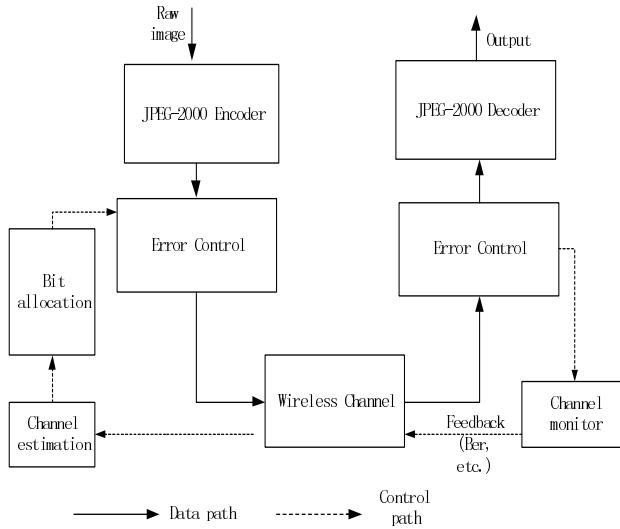 Raw
image
Output
JPEG-2000 Encoder
JPEG-2000 Decoder
Error Control
Error Control
Bit
allocation
Wireless Channel
Channel
estimation
Feedback
(Ber,
etc.)
Channel
monitor
Data path
Control
path